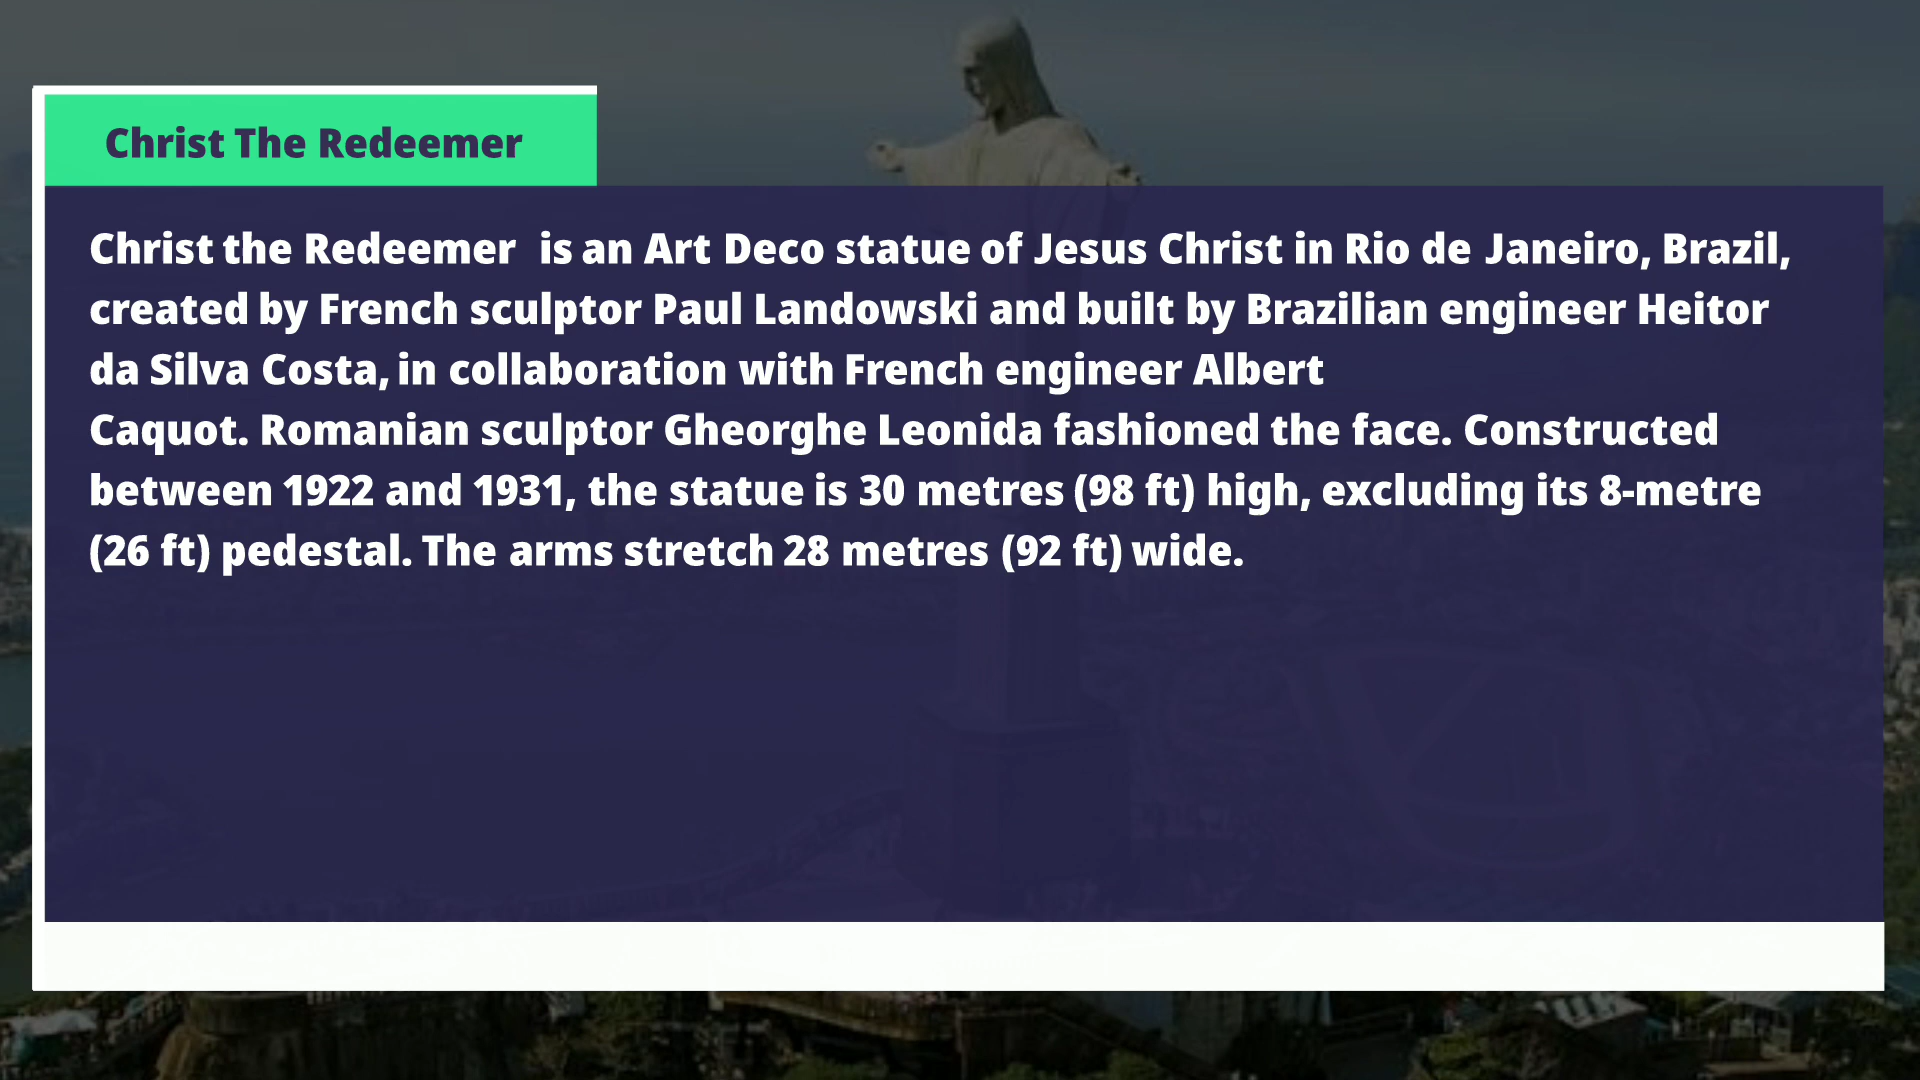 Christ The Redeemer
Christ the Redeemer  is an Art Deco statue of Jesus Christ in Rio de Janeiro, Brazil,
created by French sculptor Paul Landowski and built by Brazilian engineer Heitor
da Silva Costa, in collaboration with French engineer Albert
Caquot. Romanian sculptor Gheorghe Leonida fashioned the face. Constructed
between 1922 and 1931, the statue is 30 metres (98 ft) high, excluding its 8-metre
(26 ft) pedestal. The arms stretch 28 metres (92 ft) wide.